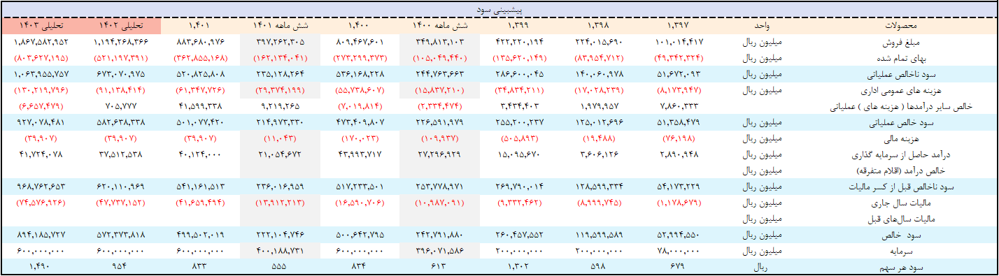 پیشبینی سود
محصولات واحد ۱,۳۹۷ ۱,۳۹۸ ۱,۳۹۹ شش ماهه ۱۴۰۰ ۱,۴۰۰ شش ماهه ۱۴۰۱ ۱,۴۰۱ تحلیلی ۱۴۰۲ تحلیلی ۱۴۰۳
مبلغ فروش میلیون ریال ۱۰۱,۰۱۴,۴۱۷ ۲۲۴,۰۱۵,۶۹۰ ۴۲۲,۲۲۰,۱۹۴ ۳۴۹,۸۱۳,۱۰۳ ۸۰۹,۴۶۷,۶۰۱ ۳۹۷,۲۶۲,۳۰۵ ۸۸۳,۶۸۰,۹۷۶ ۱,۱۹۴,۲۶۸,۳۶۶ ۱,۸۶۷,۵۸۲,۹۵۲
بهای تمام شده میلیون ریال (۴۹,۳۴۲,۳۲۴) (۸۳,۹۵۴,۷۱۲) (۱۳۵,۶۲۰,۱۴۹) (۱۰۵,۰۴۹,۴۴۰) (۲۷۳,۲۹۹,۳۷۳) (۱۶۲,۱۳۴,۰۴۱) (۳۶۲,۸۵۵,۱۶۸) (۵۲۱,۱۹۷,۳۹۱) (۸۰۳,۶۲۷,۱۹۵)
سود ناخالص عملیاتی میلیون ریال ۵۱,۶۷۲,۰۹۳ ۱۴۰,۰۶۰,۹۷۸ ۲۸۶,۶۰۰,۰۴۵ ۲۴۴,۷۶۳,۶۶۳ ۵۳۶,۱۶۸,۲۲۸ ۲۳۵,۱۲۸,۲۶۴ ۵۲۰,۸۲۵,۸۰۸ ۶۷۳,۰۷۰,۹۷۵ ۱,۰۶۳,۹۵۵,۷۵۷
هزینه های عمومی اداری میلیون ریال (۸,۱۷۳,۹۴۷) (۱۷,۰۲۸,۲۳۹) (۳۴,۸۳۴,۲۱۱) (۱۵,۸۳۷,۲۱۰) (۵۵,۷۳۸,۶۰۷) (۲۹,۳۷۴,۱۹۹) (۶۱,۳۴۷,۷۲۶) (۹۱,۱۳۸,۴۱۴) (۱۳۰,۲۱۹,۷۹۶)
خالص سایر درآمدها ( هزینه های ) عملیاتی ۷,۸۶۰,۳۳۳ ۱,۹۷۹,۹۵۷ ۳,۴۳۴,۴۰۳ (۲,۳۳۴,۴۷۴) (۷,۰۱۹,۸۱۴) ۹,۲۱۹,۲۶۵ ۴۱,۵۹۹,۳۳۸ ۷۰۵,۷۷۷ (۶,۶۵۷,۴۷۹)
سود خالص عملیاتی میلیون ریال ۵۱,۳۵۸,۴۷۹ ۱۲۵,۰۱۲,۶۹۶ ۲۵۵,۲۰۰,۲۳۷ ۲۲۶,۵۹۱,۹۷۹ ۴۷۳,۴۰۹,۸۰۷ ۲۱۴,۹۷۳,۳۳۰ ۵۰۱,۰۷۷,۴۲۰ ۵۸۲,۶۳۸,۳۳۸ ۹۲۷,۰۷۸,۴۸۱
هزینه مالی میلیون ریال (۷۶,۱۹۸) (۱۹,۴۸۸) (۵۰۵,۸۹۳) (۱۰۹,۹۳۷) (۱۷۰,۰۲۳) (۱۱,۰۴۳) (۳۹,۹۰۷) (۳۹,۹۰۷) (۳۹,۹۰۷)
درآمد حاصل از سرمایه گذاری میلیون ریال ۲,۸۹۰,۹۴۸ ۳,۶۰۶,۱۲۶ ۱۵,۰۹۵,۶۷۰ ۲۷,۲۹۶,۹۲۹ ۴۳,۹۹۳,۷۱۷ ۲۱,۰۵۴,۶۷۲ ۴۰,۱۲۴,۰۰۰ ۳۷,۵۱۲,۵۳۸ ۴۱,۷۲۴,۰۷۸
خالص درآمد (اقلام متفرقه) میلیون ریال
سود ناخالص قبل از کسر مالیات میلیون ریال ۵۴,۱۷۳,۲۲۹ ۱۲۸,۵۹۹,۳۳۴ ۲۶۹,۷۹۰,۰۱۴ ۲۵۳,۷۷۸,۹۷۱ ۵۱۷,۲۳۳,۵۰۱ ۲۳۶,۰۱۶,۹۵۹ ۵۴۱,۱۶۱,۵۱۳ ۶۲۰,۱۱۰,۹۶۹ ۹۶۸,۷۶۲,۶۵۳
مالیات سال جاری میلیون ریال (۱,۱۷۸,۶۷۹) (۸,۹۹۹,۷۴۵) (۹,۳۳۲,۴۶۲) (۱۰,۹۸۷,۰۹۱) (۱۶,۵۹۰,۷۰۶) (۱۳,۹۱۲,۲۱۳) (۴۱,۶۵۹,۴۹۴) (۴۷,۷۳۷,۱۵۲) (۷۴,۵۷۶,۹۲۶)
مالیات سال‌های قبل میلیون ریال
سود خالص میلیون ریال ۵۲,۹۹۴,۵۵۰ ۱۱۹,۵۹۹,۵۸۹ ۲۶۰,۴۵۷,۵۵۲ ۲۴۲,۷۹۱,۸۸۰ ۵۰۰,۶۴۲,۷۹۵ ۲۲۲,۱۰۴,۷۴۶ ۴۹۹,۵۰۲,۰۱۹ ۵۷۲,۳۷۳,۸۱۸ ۸۹۴,۱۸۵,۷۲۷
سرمایه میلیون ریال ۷۸,۰۰۰,۰۰۰ ۲۰۰,۰۰۰,۰۰۰ ۲۰۰,۰۰۰,۰۰۰ ۳۹۶,۰۷۱,۵۸۶ ۶۰۰,۰۰۰,۰۰۰ ۴۰۰,۱۸۸,۷۳۱ ۶۰۰,۰۰۰,۰۰۰ ۶۰۰,۰۰۰,۰۰۰ ۶۰۰,۰۰۰,۰۰۰
سود هر سهم ریال ۶۷۹ ۵۹۸ ۱,۳۰۲ ۶۱۳ ۸۳۴ ۵۵۵ ۸۳۳ ۹۵۴ ۱,۴۹۰